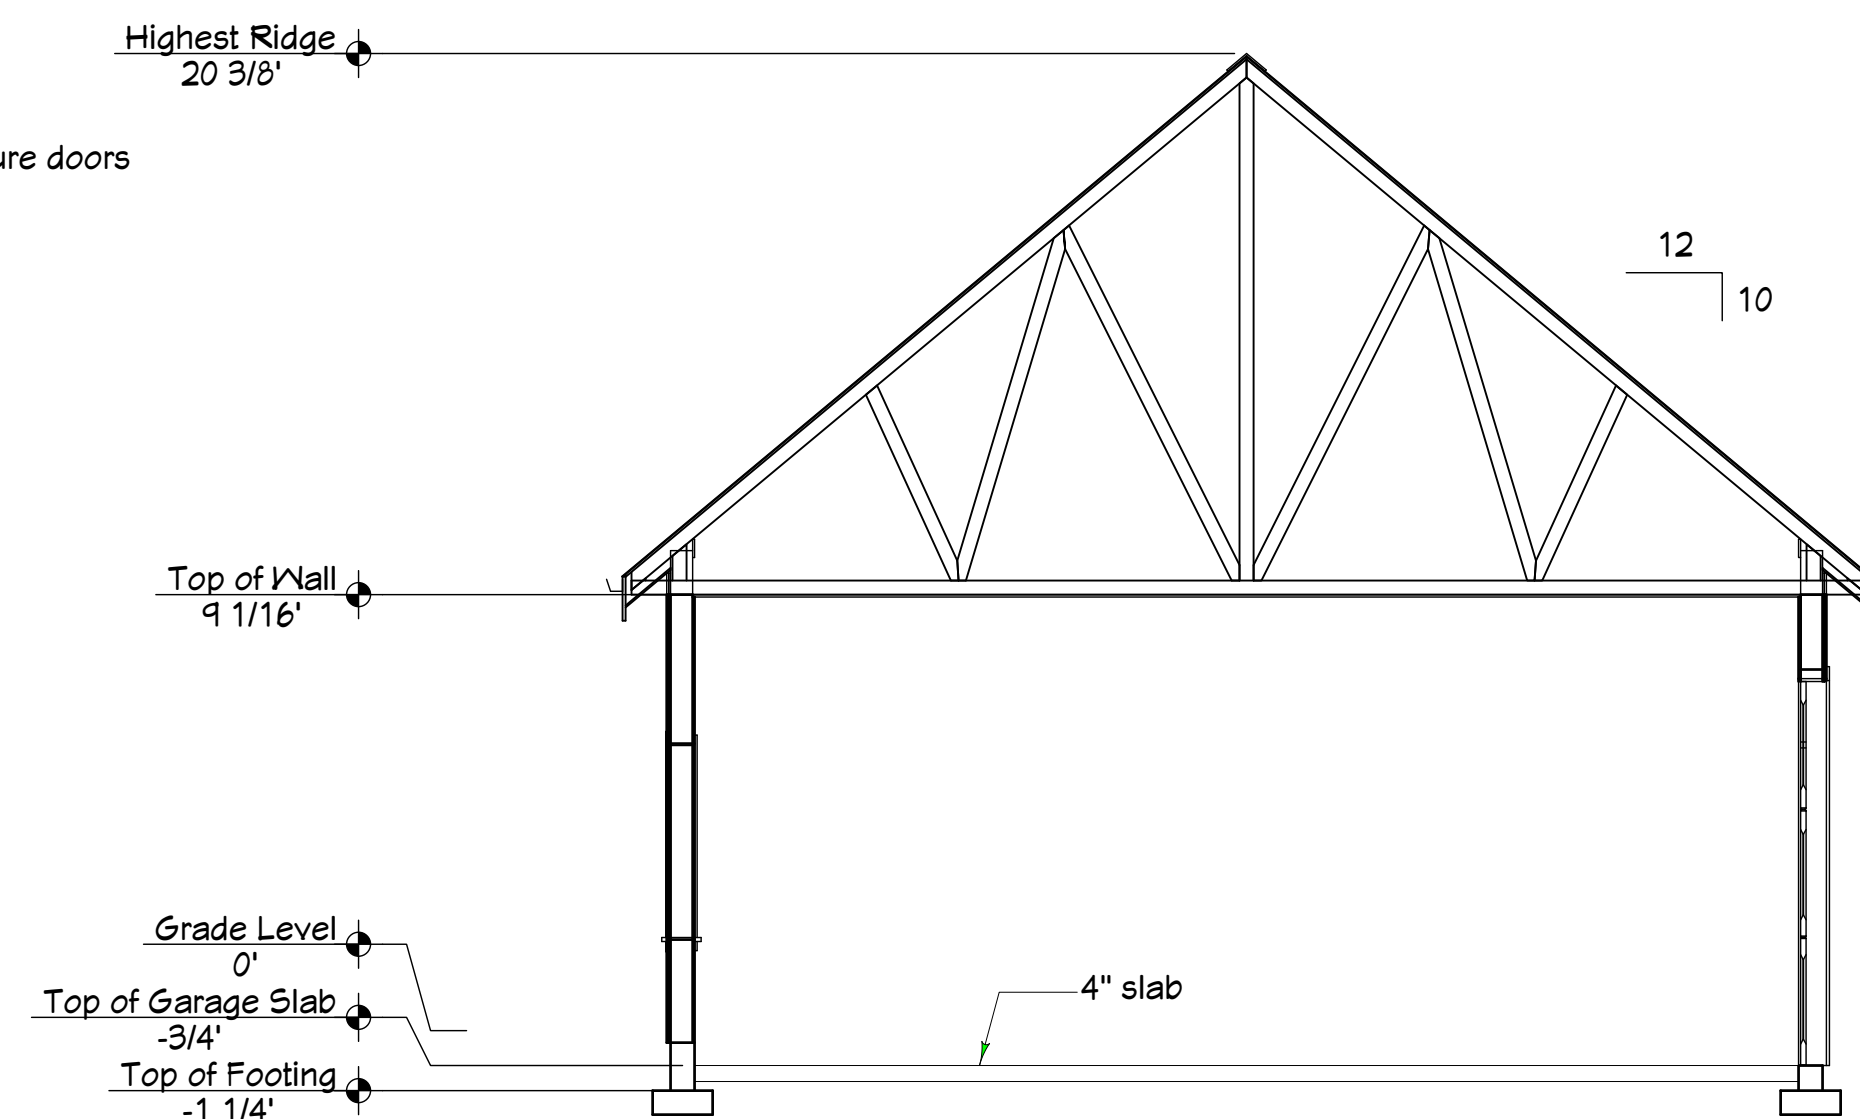 Highest Ridge
20 3/8'
ure doors
12
10
Top of Wall
9 1/16'
Grade Level
0'
4" slab
Top of Garage Slab
-3/4'
Top of Footing
-1 1/4'